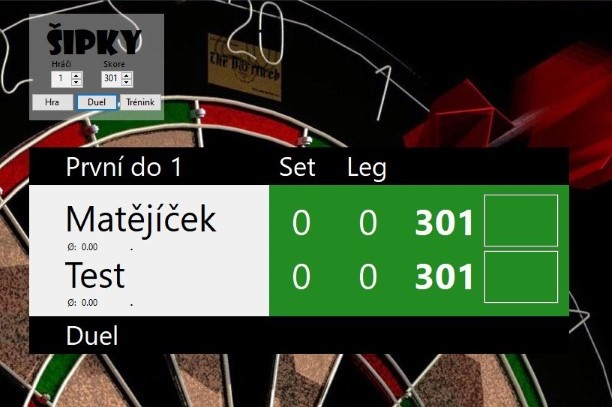 20
ŠIPKY
Hráči Skore
1 301
Hra Duel Trénink
První do 1 Set Leg
Matějíček 0 0 301
Ø: 0.00 .
Test 0 0 301
Ø: 0.00 .
Duel